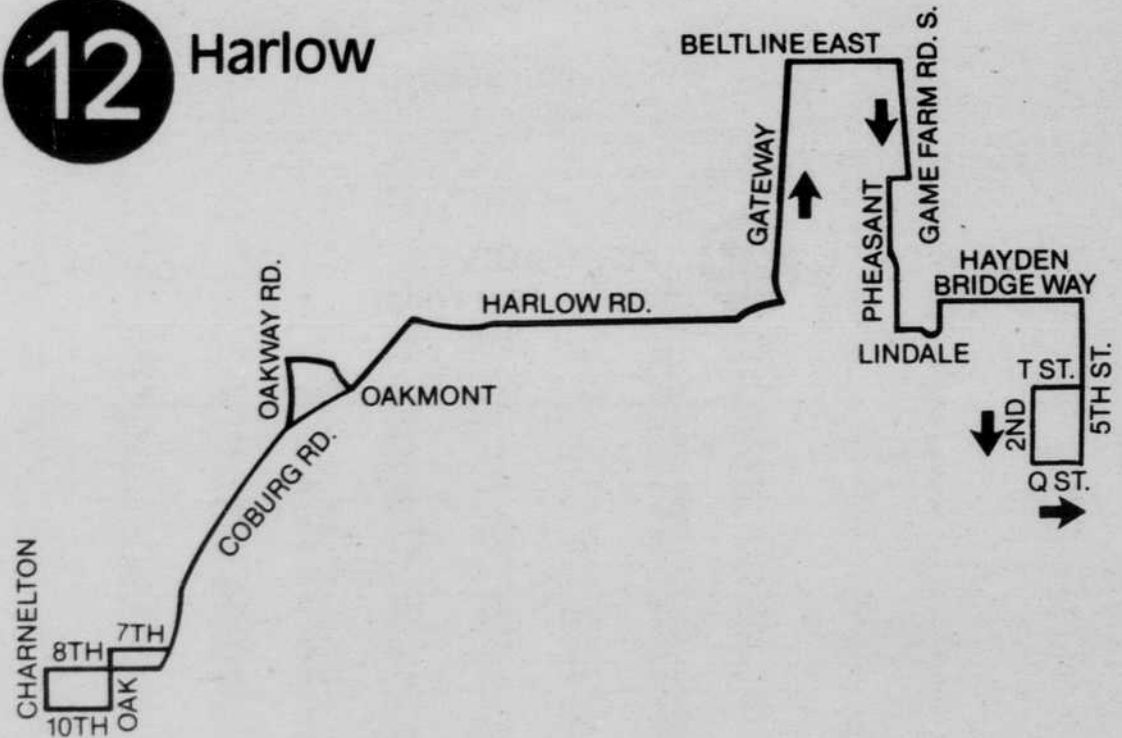 12 Harlow
BELTLINE EAST
GAME FARM RD. S.
GATEWAY
PHEASANT
HAYDEN
BRIDGE WAY
OAKWAY RD.
HARLOW RD.
LINDALE
OAKMONT
T ST.
5TH ST.
2ND
COBURG RD.
Q ST.
CHARNELTON
7TH
8TH
OAK
10TH